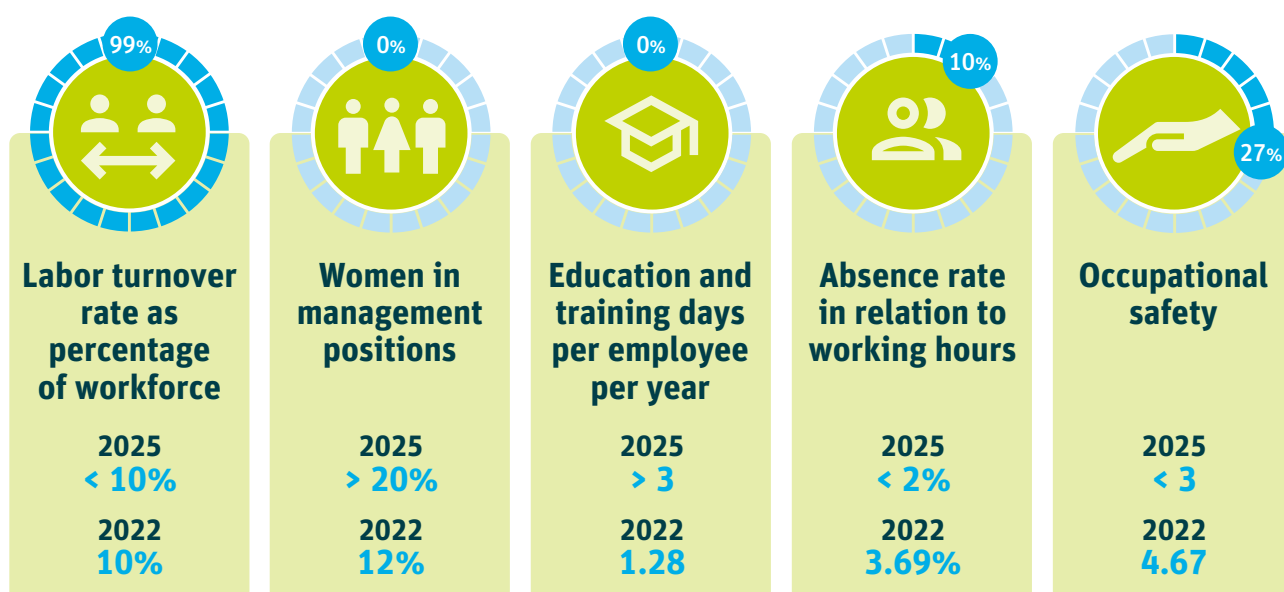 99%
Labor turnover
rate as
percentage
of workforce
2025
< 10%
2022
10%
0%
Women in
management
positions
2025
> 20%
2022
12%
0%
Education and
training days
per employee
per year
2025
> 3
2022
1.28
10%
Absence rate
in relation to
working hours
2025
< 2%
2022
3.69%
27%
Occupational
safety
2025
< 3
2022
4.67